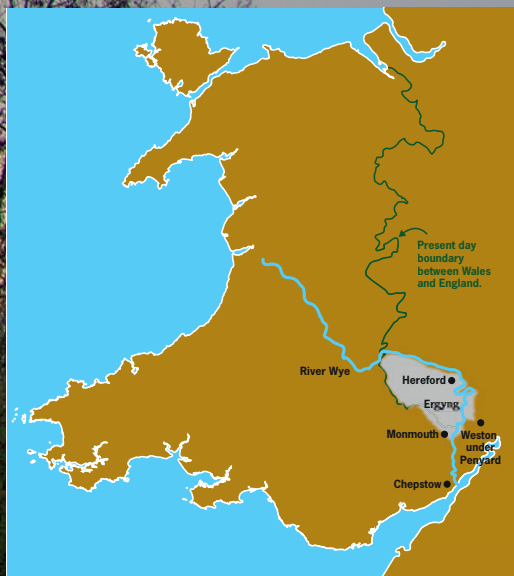 Present day
boundary
between Wales
and England.
River Wye
Hereford
Ergyng
Monmouth
Weston
under
Penyard
Chepstow